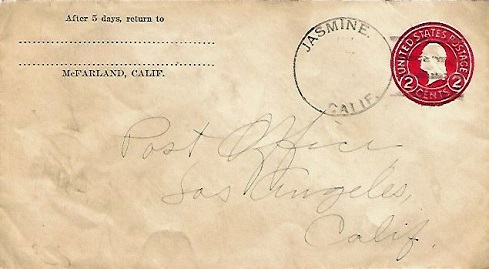 After 5 days, return to
McFARLAND, CALIF.
JASMINE.
CALIF.
UNITED STATES POSTAGE
2 CENTS 2
Post Office
Los Angeles,
Calif.